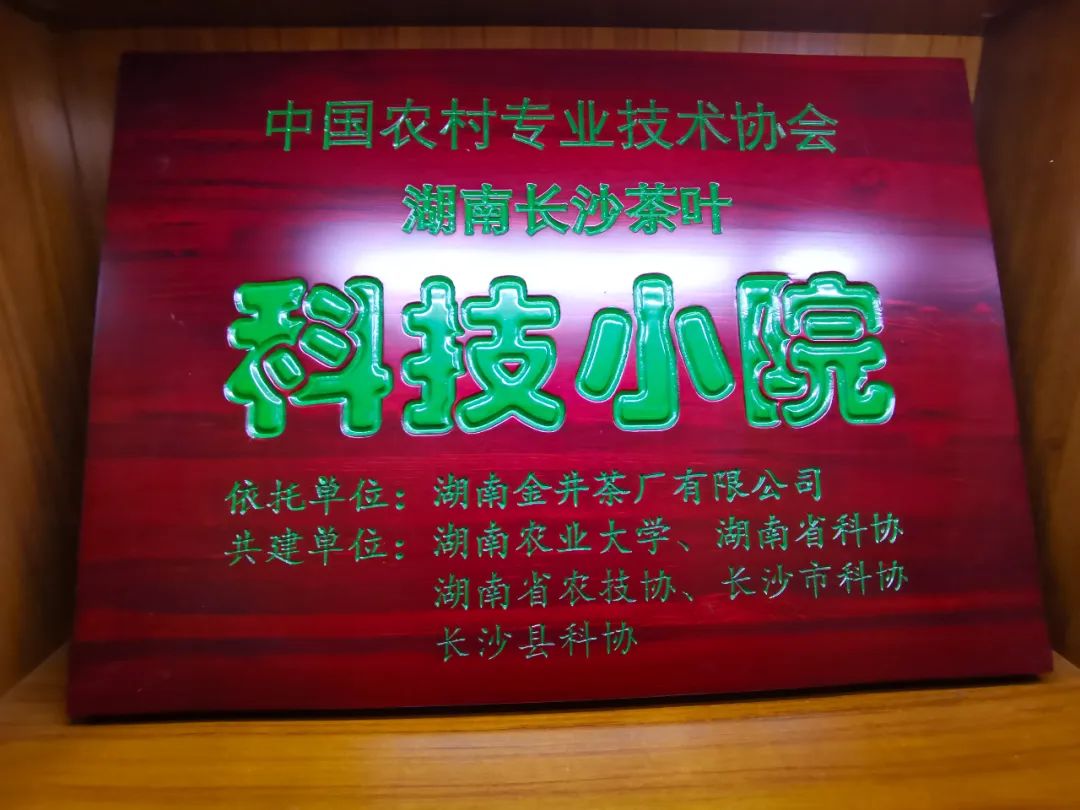 中国农村专业技术协会
湖南长沙茶叶
科技小院
依托单位：湖南金井茶厂有限公司
共建单位：湖南农业大学、湖南省科协
湖南省农技协、长沙市科协
长沙县科协